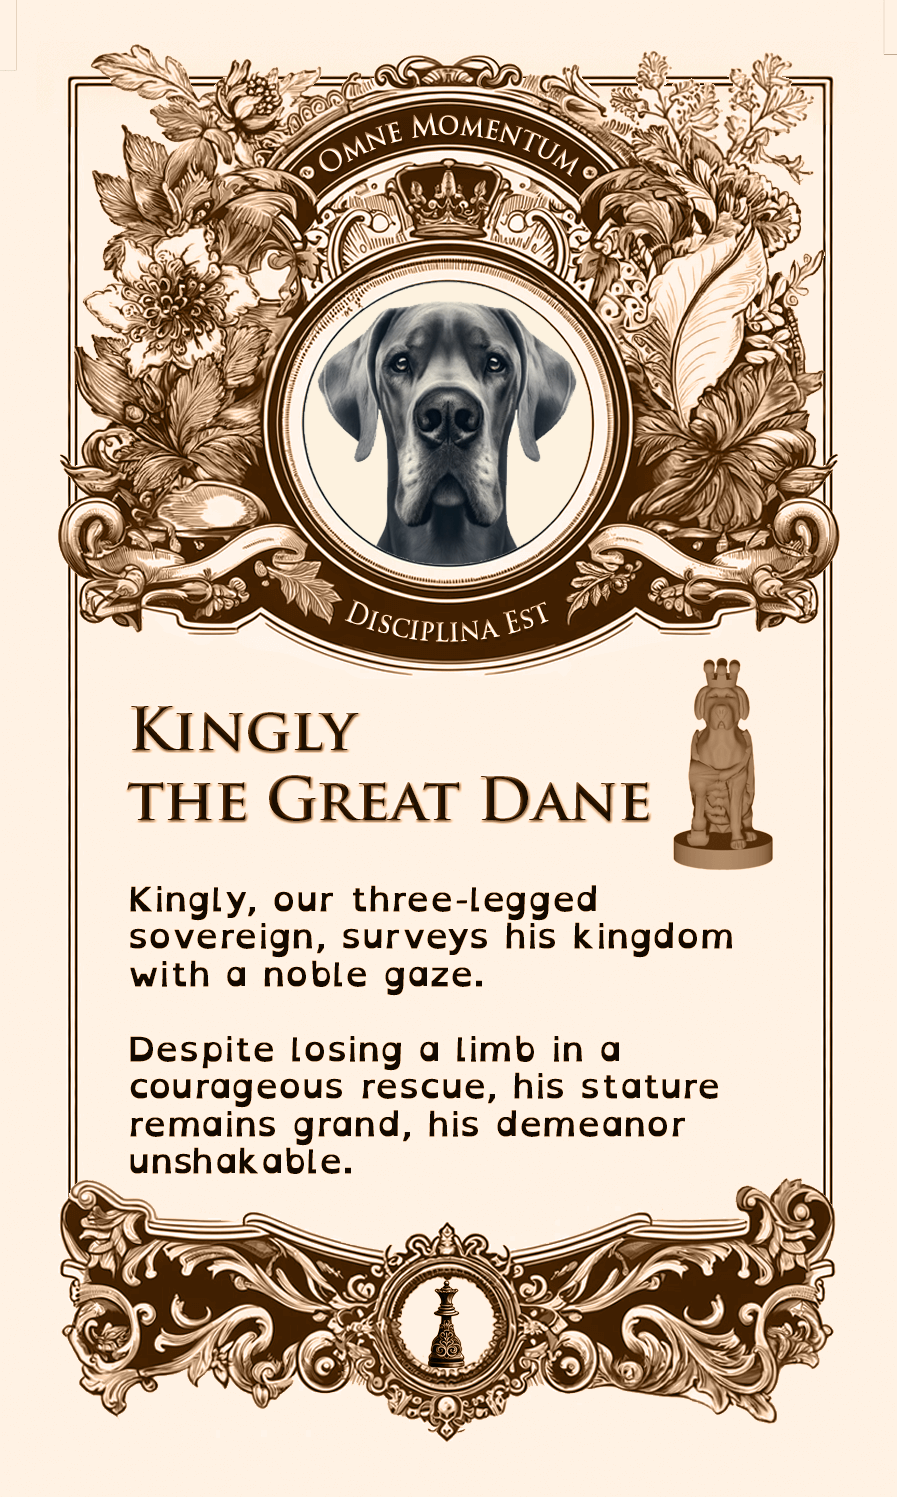 Omne Momentum
Disciplina Est
Kingly
the Great Dane
Kingly, our three-legged
sovereign, surveys his kingdom
with a noble gaze.
Despite losing a limb in a
courageous rescue, his stature
remains grand, his demeanor
unshakable.